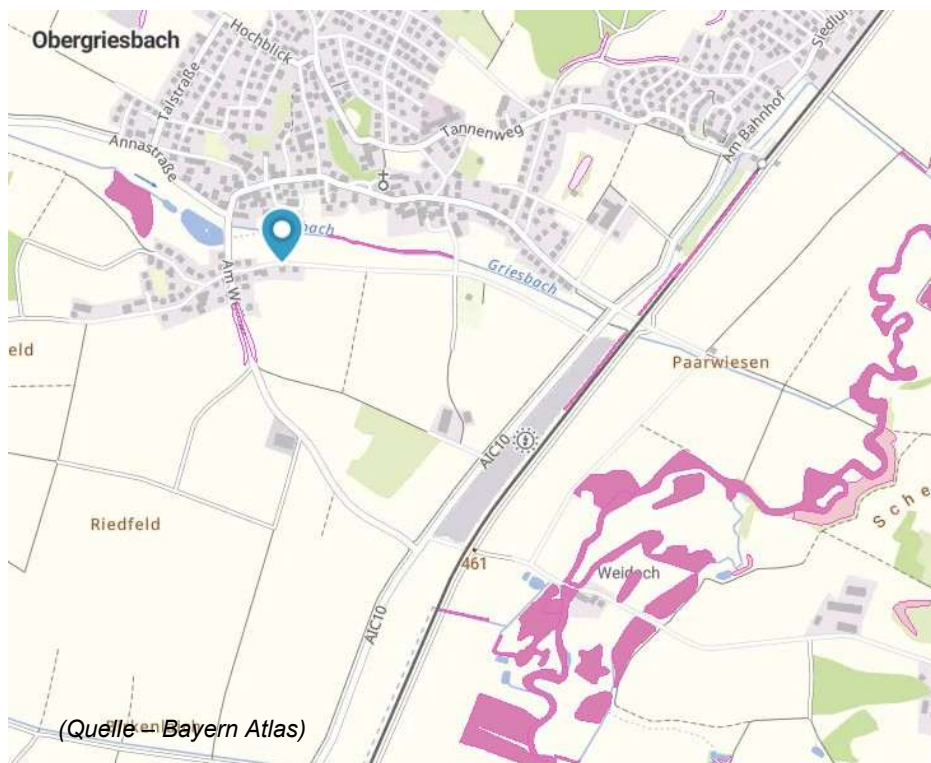 Obergriesbach
Hochblick
Talstraße
Annastraße
Tannenweg
Am Bahnhof
Siedlun
bach
Am W
Griesbach
eld
Paarwiesen
AIC10
Riedfeld
461
Weidach
Sche
AIC10
(Quelle – Bayern Atlas)